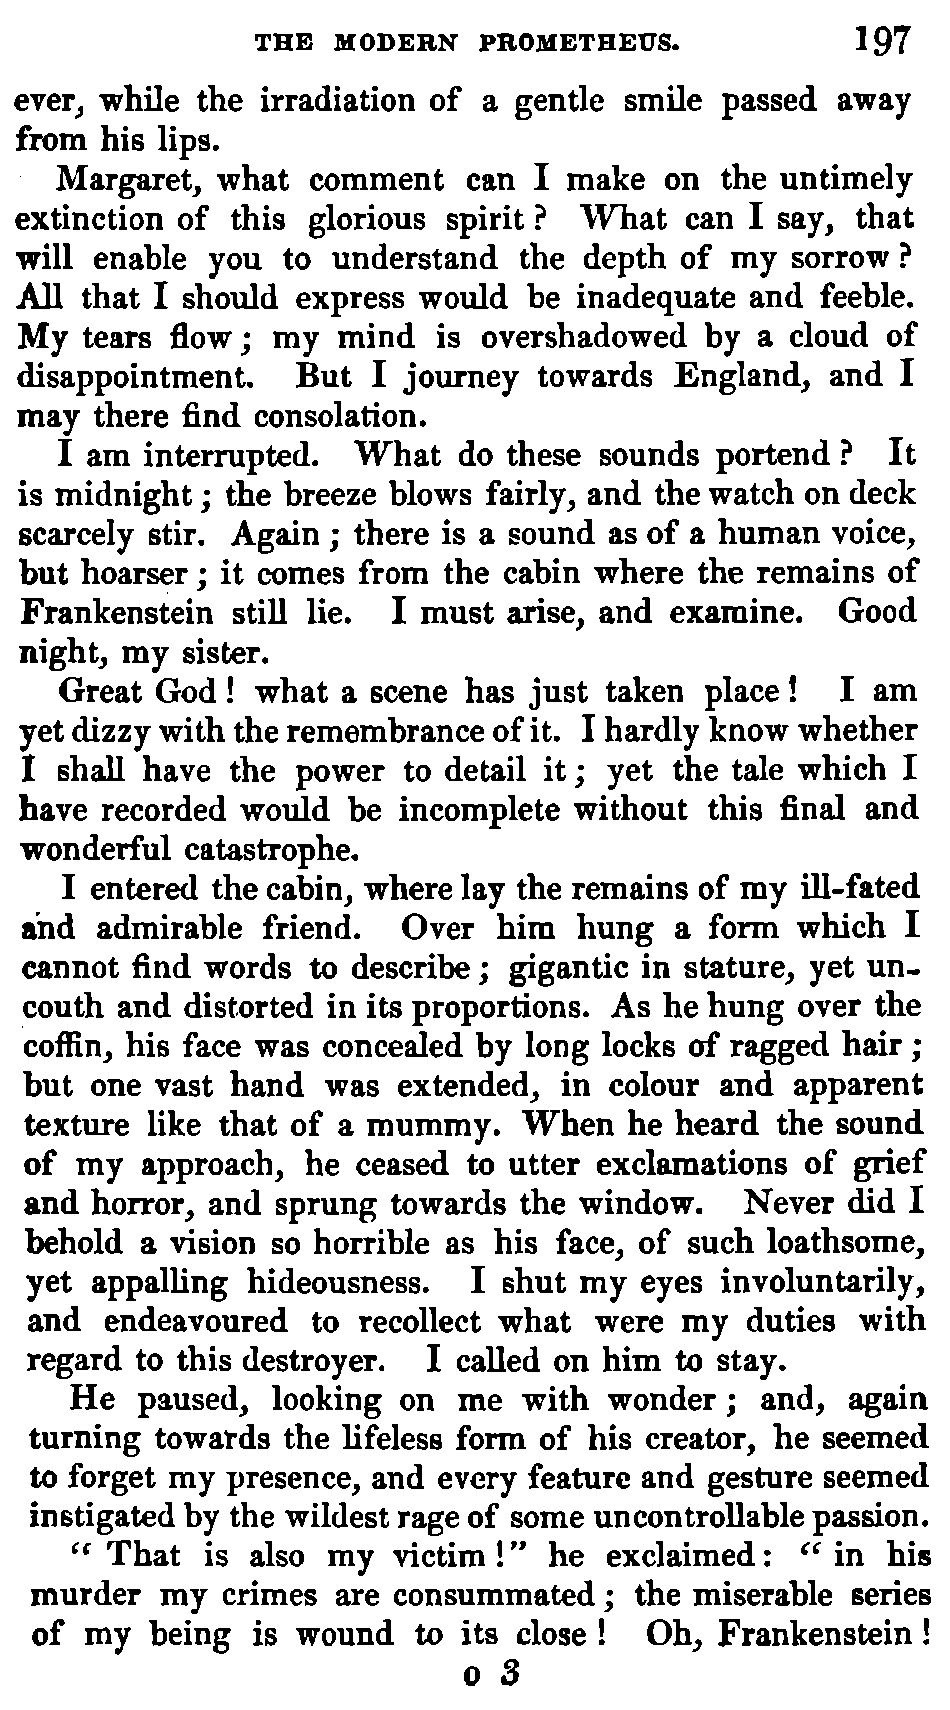 THE MODERN PROMETHEUS. 197
ever, while the irradiation of a gentle smile passed away
from his lips.
Margaret, what comment can I make on the untimely
extinction of this glorious spirit ? What can I say, that
will enable you to understand the depth of my sorrow ?
All that I should express would be inadequate and feeble.
My tears flow ; my mind is overshadowed by a cloud of
disappointment. But I journey towards England, and I
may there find consolation.
I am interrupted. What do these sounds portend ? It
is midnight ; the breeze blows fairly, and the watch on deck
scarcely stir. Again ; there is a sound as of a human voice,
but hoarser ; it comes from the cabin where the remains of
Frankenstein still lie. I must arise, and examine. Good
night, my sister.
Great God ! what a scene has just taken place ! I am
yet dizzy with the remembrance of it. I hardly know whether
I shall have the power to detail it ; yet the tale which I
have recorded would be incomplete without this final and
wonderful catastrophe.
I entered the cabin, where lay the remains of my ill-fated
and admirable friend. Over him hung a form which I
cannot find words to describe ; gigantic in stature, yet un-
couth and distorted in its proportions. As he hung over the
coffin, his face was concealed by long locks of ragged hair ;
but one vast hand was extended, in colour and apparent
texture like that of a mummy. When he heard the sound
of my approach, he ceased to utter exclamations of grief
and horror, and sprung towards the window. Never did I
behold a vision so horrible as his face, of such loathsome,
yet appalling hideousness. I shut my eyes involuntarily,
and endeavoured to recollect what were my duties with
regard to this destroyer. I called on him to stay.
He paused, looking on me with wonder ; and, again
turning towards the lifeless form of his creator, he seemed
to forget my presence, and every feature and gesture seemed
instigated by the wildest rage of some uncontrollable passion.
“ That is also my victim !” he exclaimed : “ in his
murder my crimes are consummated ; the miserable series
of my being is wound to its close ! Oh, Frankenstein !
o 3